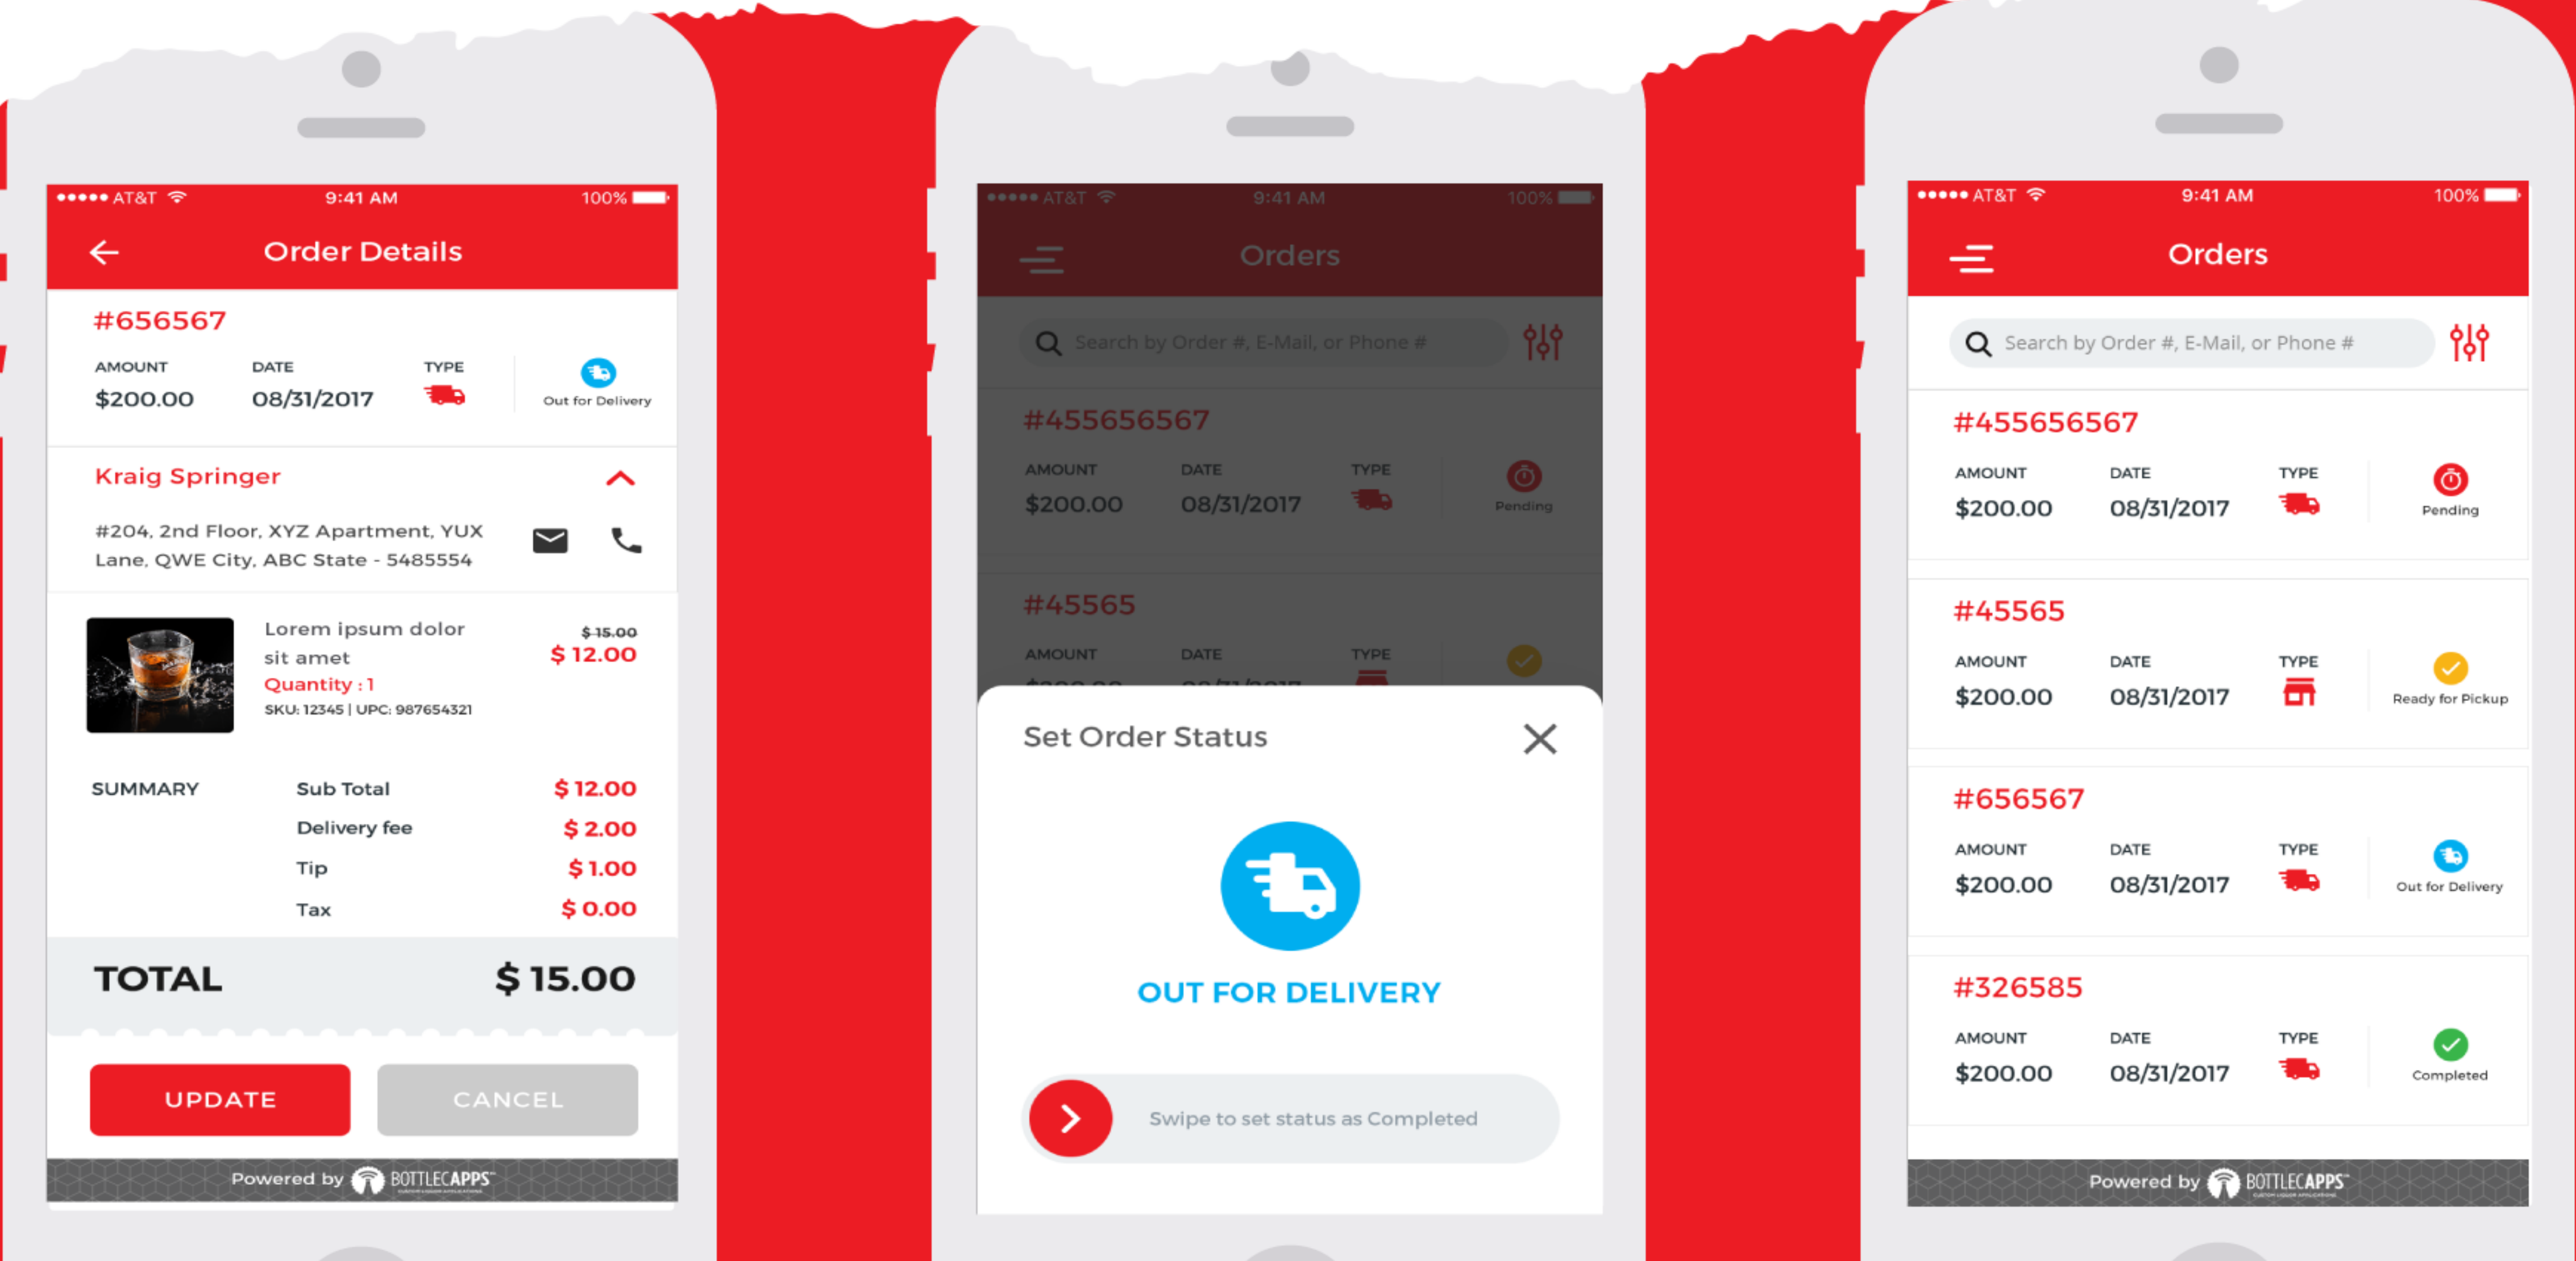 AT&T 9:41 AM 100%
Order Details
#656567
AMOUNT DATE TYPE
$200.00 08/31/2017 Out for Delivery
Kraig Springer
#204, 2nd Floor, XYZ Apartment, YUX
Lane, QWE City, ABC State - 5485554
Lorem ipsum dolor $ 15.00
sit amet $ 12.00
Quantity : 1
SKU: 12345 | UPC: 987654321
SUMMARY Sub Total $ 12.00
Delivery fee $ 2.00
Tip $ 1.00
Tax $ 0.00
TOTAL $ 15.00
UPDATE CANCEL
Powered by BOTTLECAPPS
AT&T 9:41 AM 100%
Orders
Search by Order #, E-Mail, or Phone #
#455656567
AMOUNT DATE TYPE
$200.00 08/31/2017 Pending
#45565
AMOUNT DATE TYPE
Set Order Status
OUT FOR DELIVERY
Swipe to set status as Completed
AT&T 9:41 AM 100%
Orders
Search by Order #, E-Mail, or Phone #
#455656567
AMOUNT DATE TYPE
$200.00 08/31/2017 Pending
#45565
AMOUNT DATE TYPE
$200.00 08/31/2017 Ready for Pickup
#656567
AMOUNT DATE TYPE
$200.00 08/31/2017 Out for Delivery
#326585
AMOUNT DATE TYPE
$200.00 08/31/2017 Completed
Powered by BOTTLECAPPS